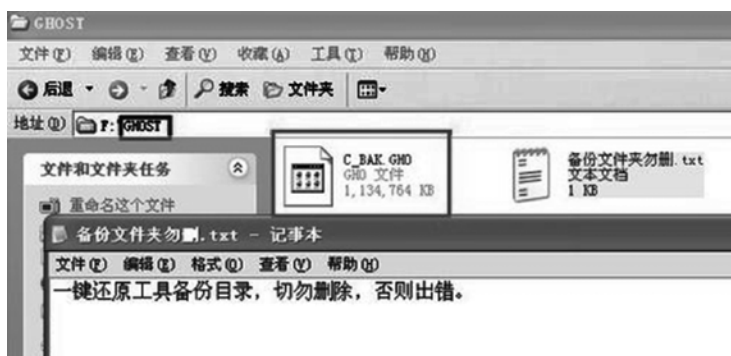 GHOST
文件(F) 编辑(E) 查看(V) 收藏(A) 工具(T) 帮助(H)
后退 搜索 文件夹
地址(D) F: GHOST
文件和文件夹任务
重命名这个文件
C_BAK.GHO
GHO 文件
1,134,764 KB
备份文件夹勿删.txt
文本文档
1 KB
备份文件夹勿删.txt - 记事本
文件(F) 编辑(E) 格式(O) 查看(V) 帮助(H)
一键还原工具备份目录，切勿删除，否则出错。